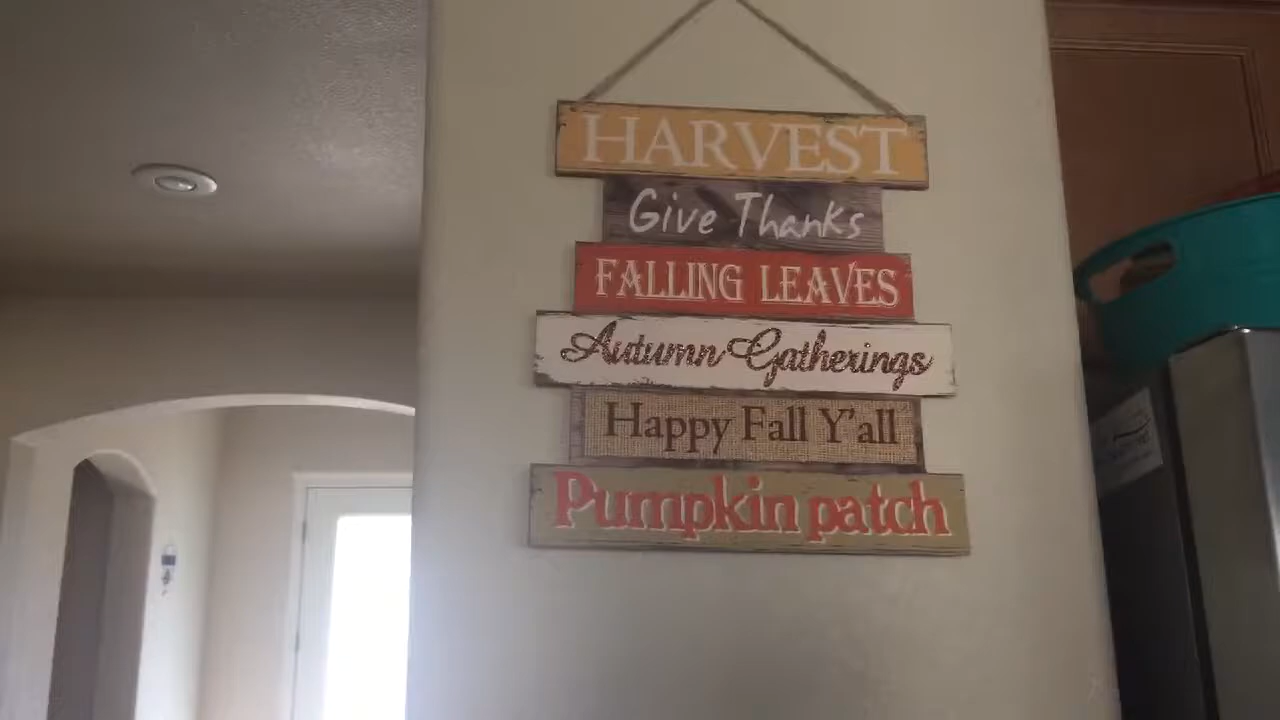 HARVEST
Give Thanks
FALLING LEAVES
Autumn Gatherings
Happy Fall Y'all
Pumpkin patch